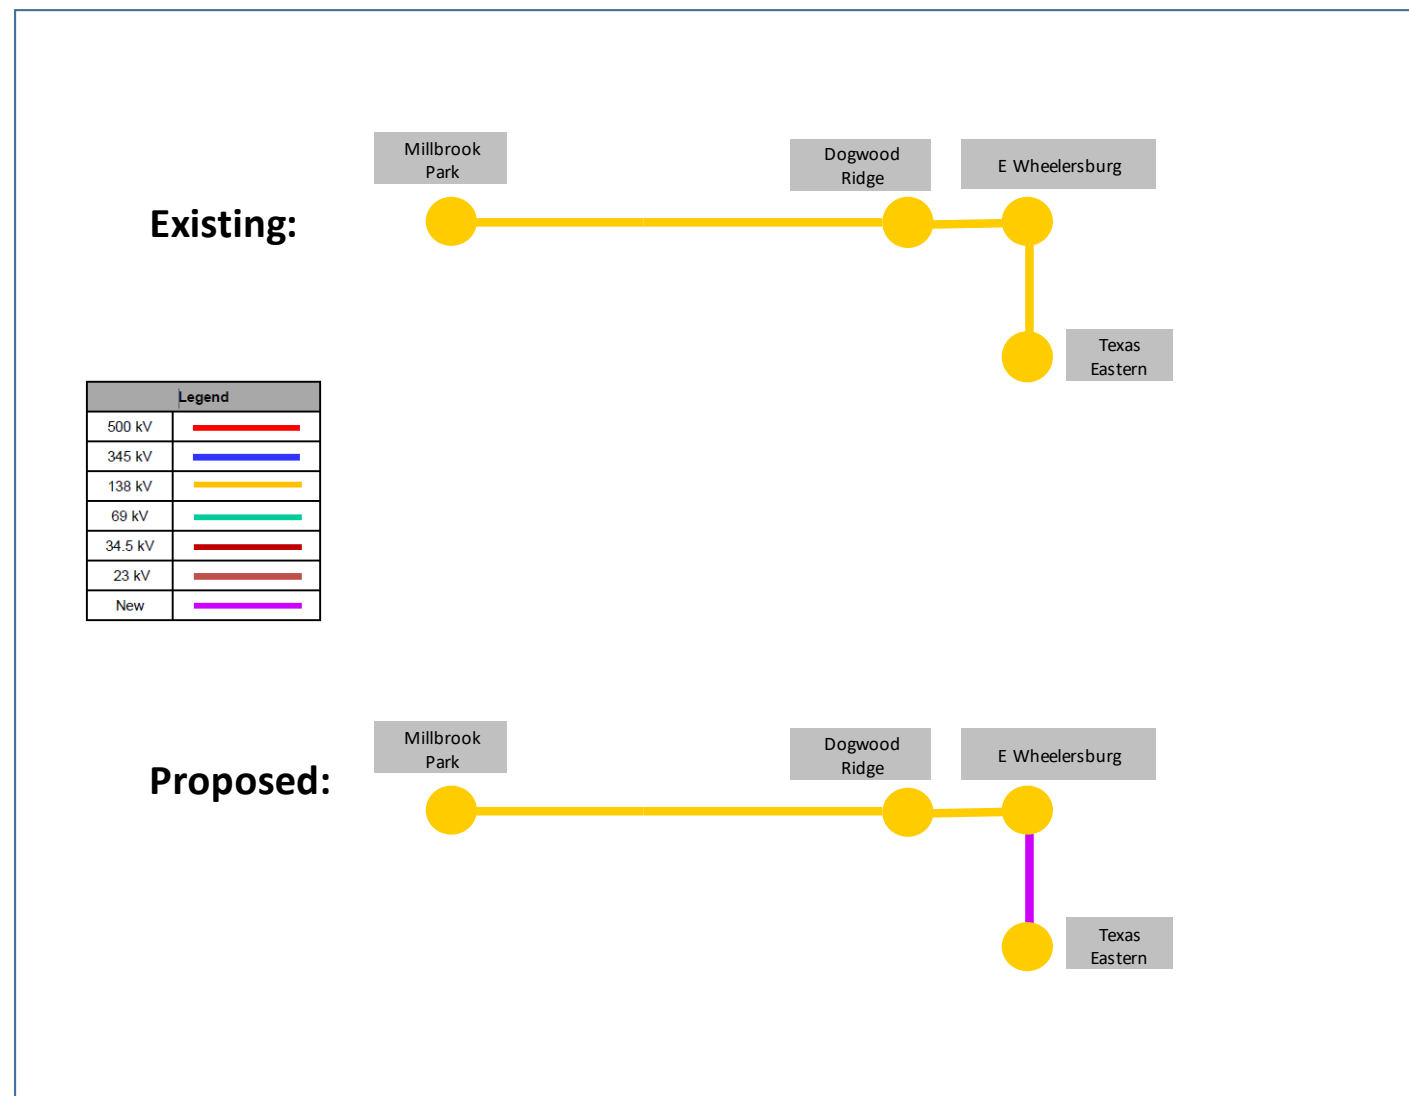 Millbrook
Park
Dogwood
Ridge
E Wheelersburg
Existing:
Texas
Eastern
Legend
500 kV
345 kV
138 kV
69 kV
34.5 kV
23 kV
New
Millbrook
Park
Dogwood
Ridge
E Wheelersburg
Proposed:
Texas
Eastern